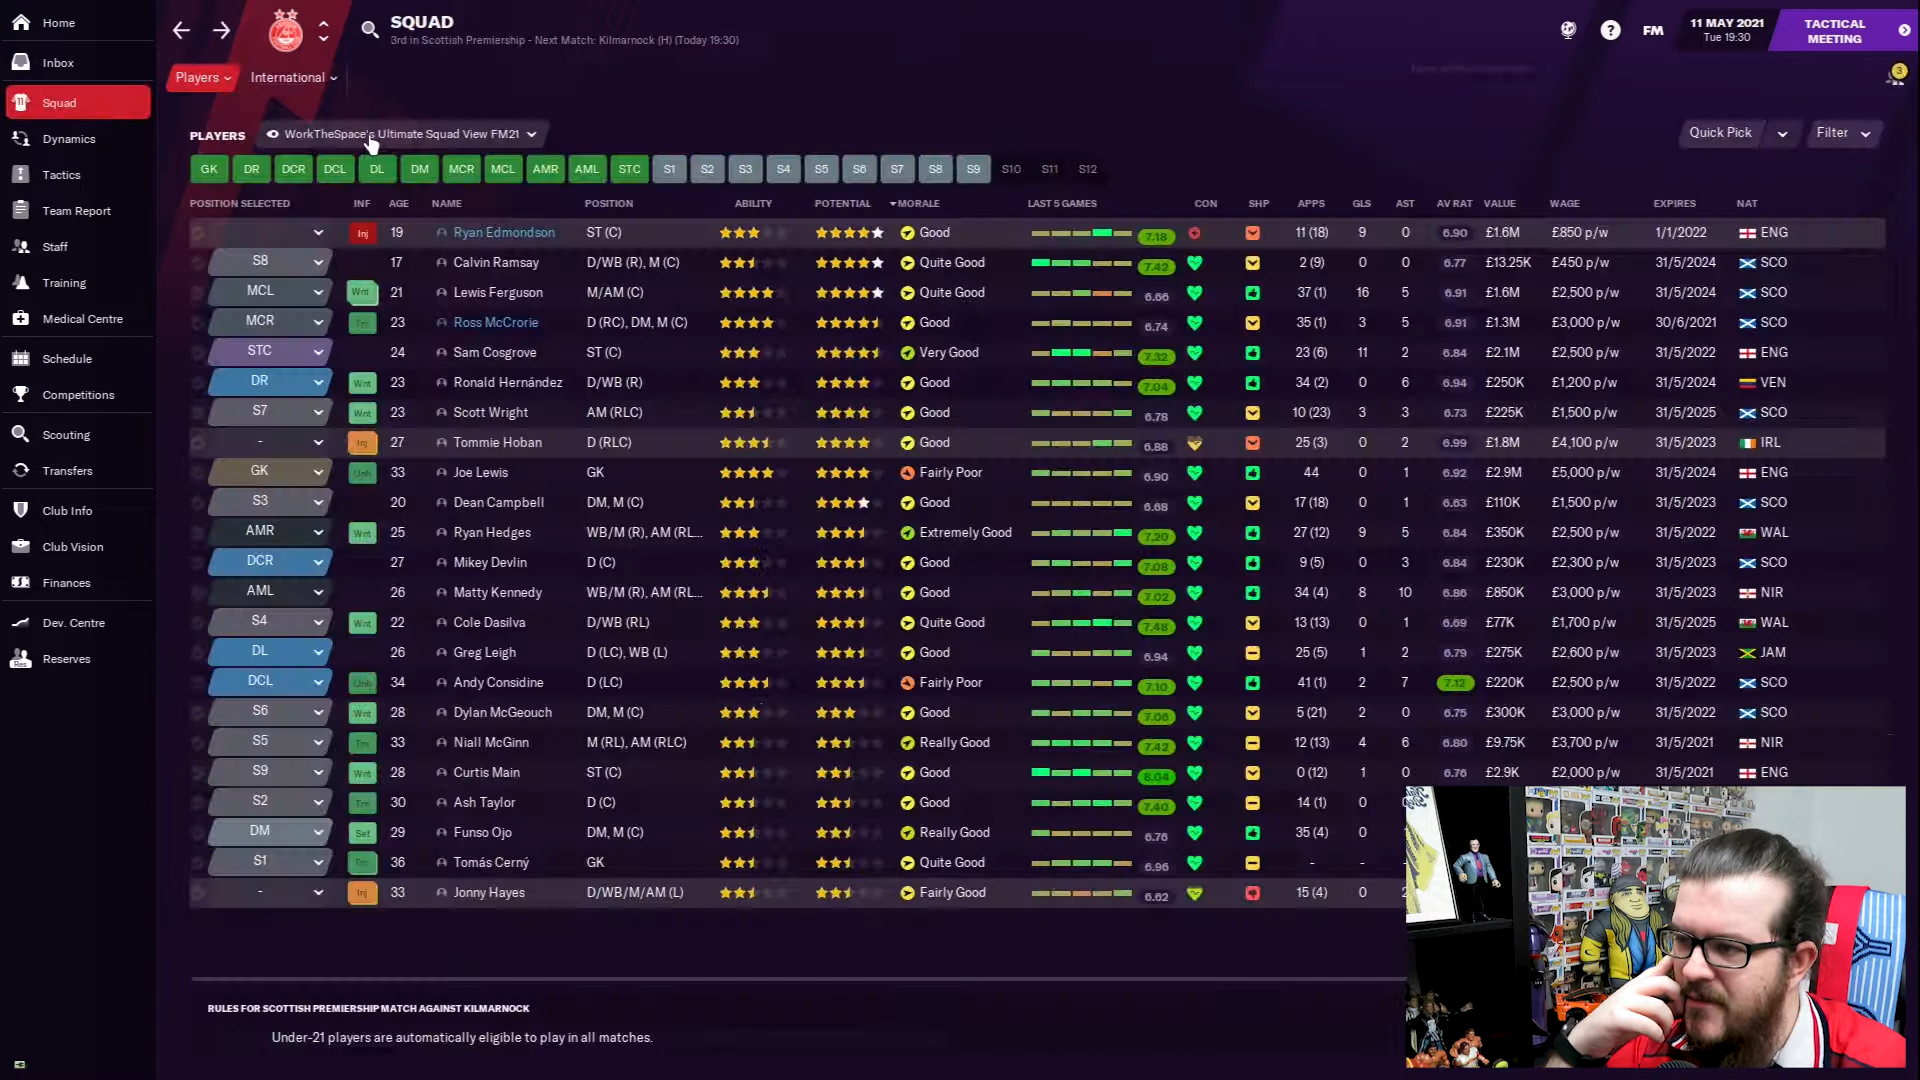 Home
Inbox
Squad
Dynamics
Tactics
Team Report
Staff
Training
Medical Centre
Schedule
Competitions
Scouting
Transfers
Club Info
Club Vision
Finances
Dev. Centre
Reserves
SQUAD
3rd in Scottish Premiership - Next Match: Kilmarnock (H) (Today 19:30)
FM
11 MAY 2021
Tue 19:30
TACTICAL
MEETING
Players
International
3
PLAYERS WorkTheSpace's Ultimate Squad View FM21
Quick Pick Filter
GK DR DCR DCL DL DM MCR MCL AMR AML STC S1 S2 S3 S4 S5 S6 S7 S8 S9 S10 S11 S12
POSITION SELECTED INF AGE NAME POSITION ABILITY POTENTIAL MORALE LAST 5 GAMES CON SHP APPS GLS AST AV RAT VALUE WAGE EXPIRES NAT
Inj 19 Ryan Edmondson ST (C) Good 7.18 11 (18) 9 0 6.90 £1.6M £850 p/w 1/1/2022 ENG
S8 17 Calvin Ramsay D/WB (R), M (C) Quite Good 7.42 2 (9) 0 0 6.77 £13.25K £450 p/w 31/5/2024 SCO
MCL Wnt 21 Lewis Ferguson M/AM (C) Quite Good 6.66 37 (1) 16 5 6.91 £1.6M £2,500 p/w 31/5/2024 SCO
MCR Trn 23 Ross McCrorie D (RC), DM, M (C) Good 6.74 35 (1) 3 5 6.91 £1.3M £3,000 p/w 30/6/2021 SCO
STC 24 Sam Cosgrove ST (C) Very Good 7.32 23 (6) 11 2 6.84 £2.1M £2,500 p/w 31/5/2022 ENG
DR Wnt 23 Ronald Hernández D/WB (R) Good 7.04 34 (2) 0 6 6.94 £250K £1,200 p/w 31/5/2024 VEN
S7 Wnt 23 Scott Wright AM (RLC) Good 6.78 10 (23) 3 3 6.73 £225K £1,500 p/w 31/5/2025 SCO
- Inj 27 Tommie Hoban D (RLC) Good 6.88 25 (3) 0 2 6.99 £1.8M £4,100 p/w 31/5/2023 IRL
GK Unh 33 Joe Lewis GK Fairly Poor 6.90 44 0 1 6.92 £2.9M £5,000 p/w 31/5/2024 ENG
S3 20 Dean Campbell DM, M (C) Good 6.68 17 (18) 0 1 6.63 £110K £1,500 p/w 31/5/2023 SCO
AMR Wnt 25 Ryan Hedges WB/M (R), AM (RL... Extremely Good 7.20 27 (12) 9 5 6.84 £350K £2,500 p/w 31/5/2022 WAL
DCR 27 Mikey Devlin D (C) Good 7.08 9 (5) 0 3 6.84 £230K £2,300 p/w 31/5/2023 SCO
AML 26 Matty Kennedy WB/M (R), AM (RL... Good 7.02 34 (4) 8 10 6.86 £850K £3,000 p/w 31/5/2023 NIR
S4 Wnt 22 Cole Dasilva D/WB (RL) Quite Good 7.48 13 (13) 0 1 6.69 £77K £1,700 p/w 31/5/2025 WAL
DL 26 Greg Leigh D (LC), WB (L) Good 6.94 25 (5) 1 2 6.79 £275K £2,600 p/w 31/5/2023 JAM
DCL Unh 34 Andy Considine D (LC) Fairly Poor 7.10 41 (1) 2 7 7.12 £220K £2,500 p/w 31/5/2022 SCO
S6 Wnt 28 Dylan McGeouch DM, M (C) Good 7.06 5 (21) 2 0 6.75 £300K £3,000 p/w 31/5/2022 SCO
S5 Trn 33 Niall McGinn M (RL), AM (RLC) Really Good 7.42 12 (13) 4 6 6.80 £9.75K £3,700 p/w 31/5/2021 NIR
S9 Wnt 28 Curtis Main ST (C) Good 8.04 0 (12) 1 0 6.76 £2.9K £2,000 p/w 31/5/2021 ENG
S2 Trn 30 Ash Taylor D (C) Good 7.40 14 (1) 0
DM Set 29 Funso Ojo DM, M (C) Really Good 6.76 35 (4) 0
S1 36 Tomás Cerný GK Quite Good 6.96 - -
- Inj 33 Jonny Hayes D/WB/M/AM (L) Fairly Good 6.62 15 (4) 0
RULES FOR SCOTTISH PREMIERSHIP MATCH AGAINST KILMARNOCK
Under-21 players are automatically eligible to play in all matches.